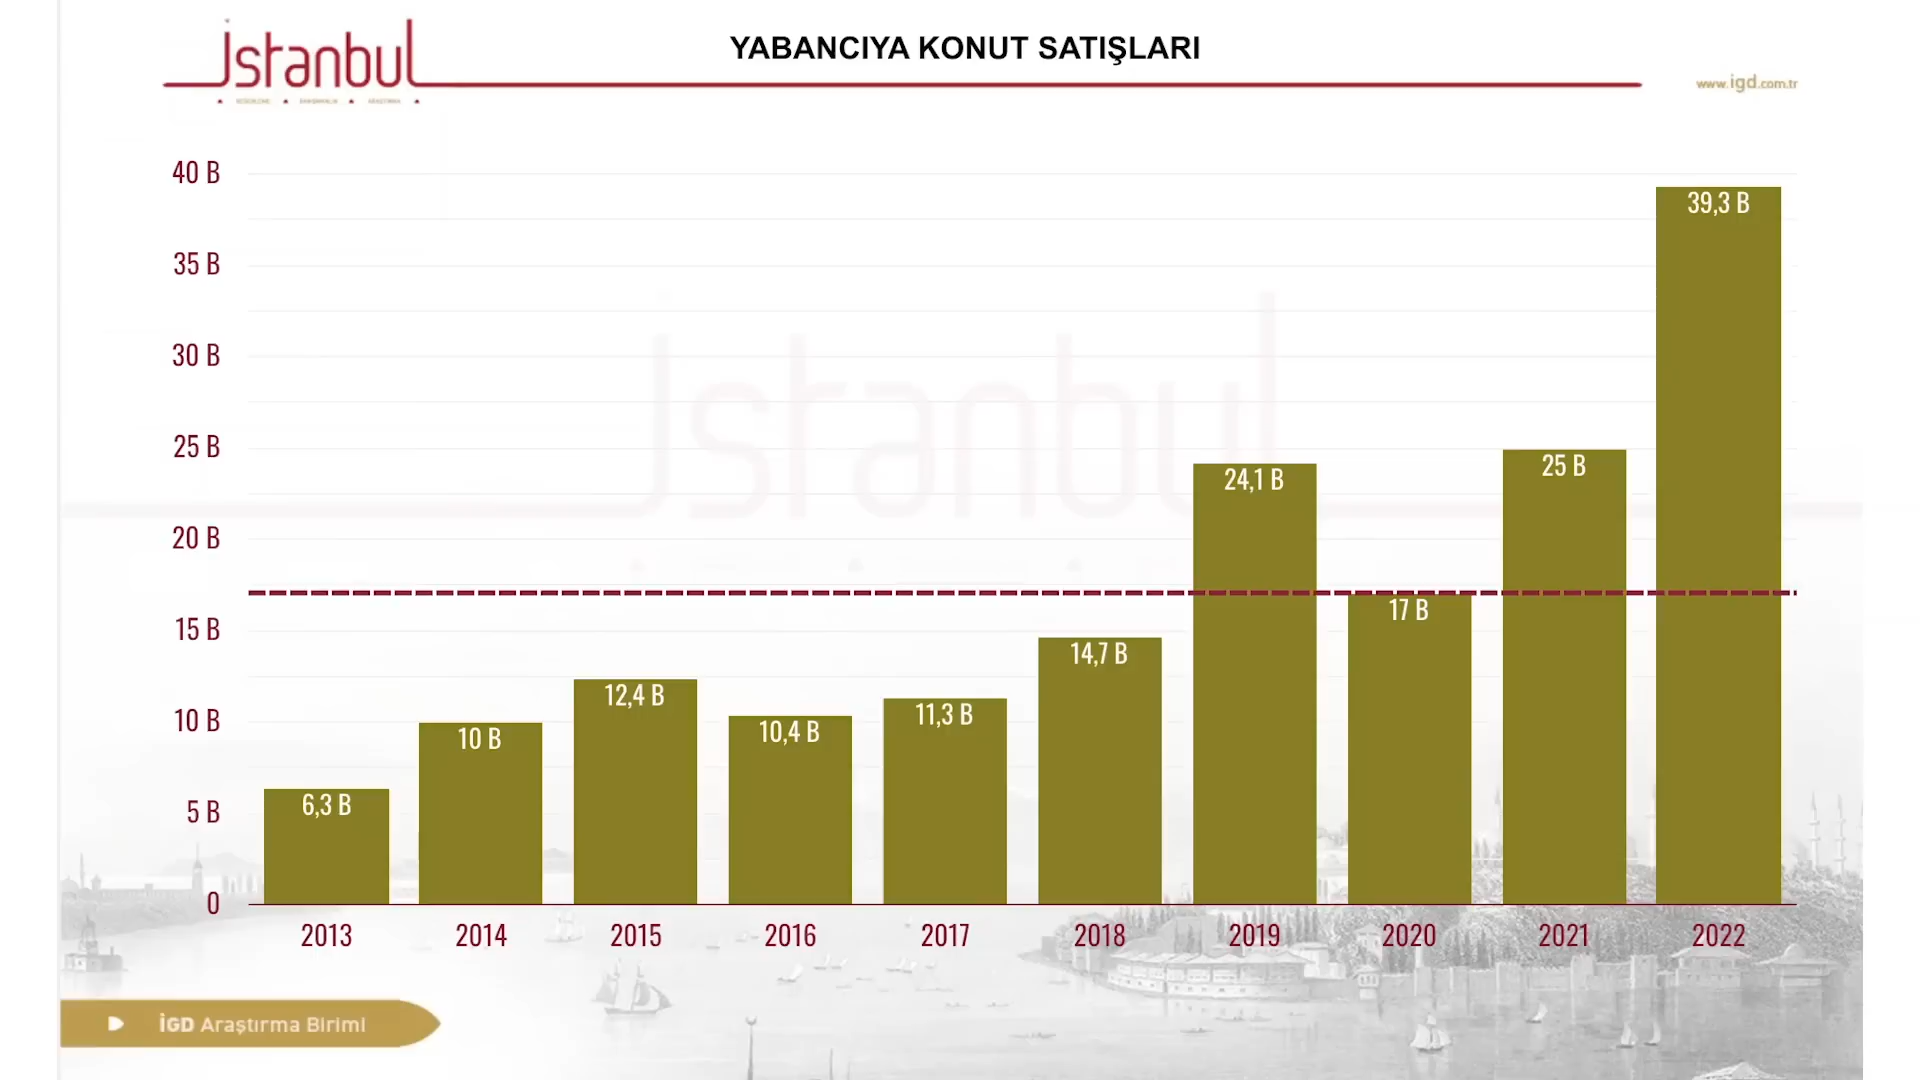 istanbul
YABANCIYA KONUT SATIŞLARI
www.igd.com.tr
40 B
35 B
30 B
25 B
20 B
15 B
10 B
5 B
0
6,3 B
10 B
12,4 B
10,4 B
11,3 B
14,7 B
24,1 B
17 B
25 B
39,3 B
istanbul
2013 2014 2015 2016 2017 2018 2019 2020 2021 2022
İGD Araştırma Birimi